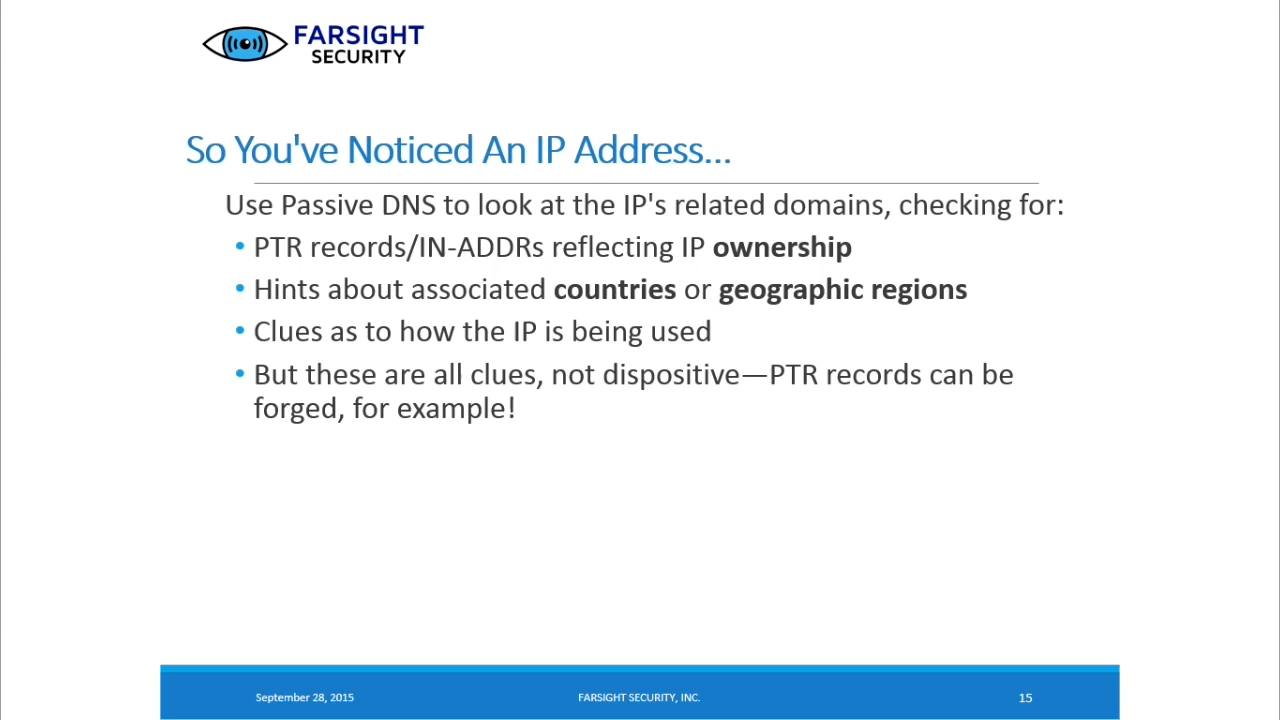 FARSIGHT
SECURITY
So You've Noticed An IP Address...
Use Passive DNS to look at the IP's related domains, checking for:
• PTR records/IN-ADDRs reflecting IP ownership
• Hints about associated countries or geographic regions
• Clues as to how the IP is being used
• But these are all clues, not dispositive—PTR records can be
forged, for example!
September 28, 2015
FARSIGHT SECURITY, INC.
15